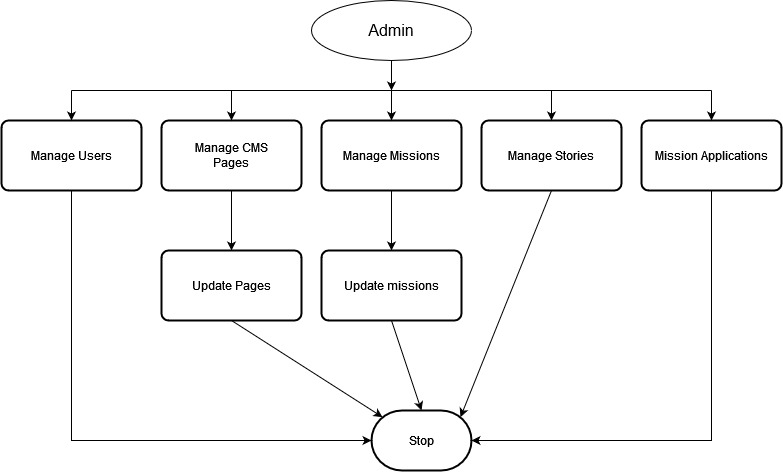 Admin
Manage Users
Manage CMS
Pages
Manage Missions
Manage Stories
Mission Applications
Update Pages
Update missions
Stop